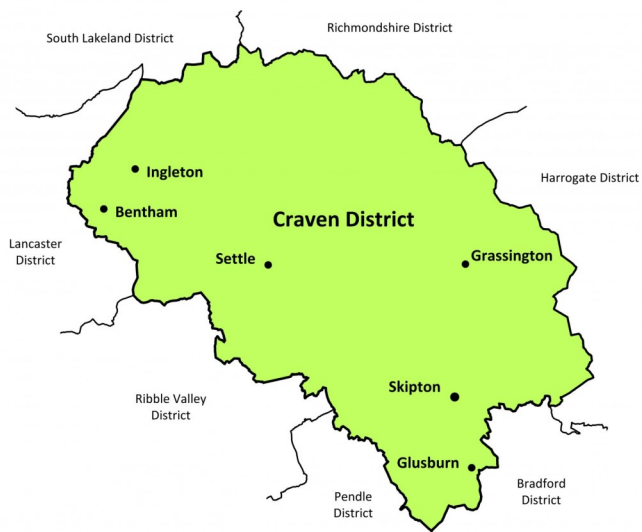 Richmondshire District
South Lakeland District
Ingleton
Harrogate District
Bentham
Craven District
Lancaster
District
Settle
Grassington
Skipton
Ribble Valley
District
Glusburn
Bradford
District
Pendle
District